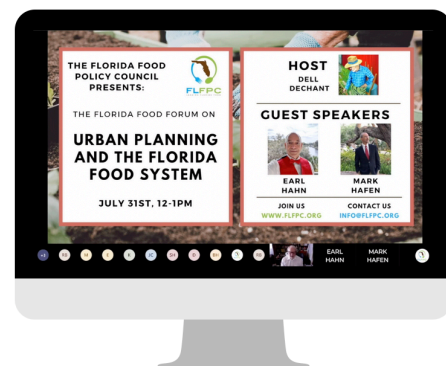 THE FLORIDA FOOD
POLICY COUNCIL
PRESENTS:
FLFPC
THE FLORIDA FOOD FORUM ON
URBAN PLANNING
AND THE FLORIDA
FOOD SYSTEM
JULY 31ST, 12-1PM
HOST
DELL
DECHANT
GUEST SPEAKERS
EARL
HAHN
MARK
HAFEN
JOIN US
WWW.FLFPC.ORG
CONTACT US
INFO@FLFPC.ORG
EARL
HAHN
MARK
HAFEN